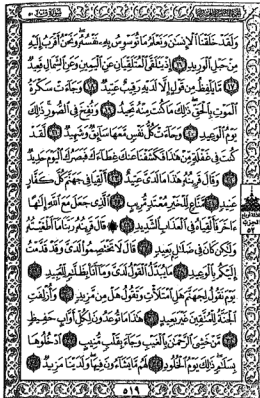 سورة ق
ولقد خلقنا الإنسن ونعلم ما توسوس به نفسه ونحن أقرب إليه
من حبل الوريد ١٦ إذ يتلقى المتلقيان عن اليمين وعن الشمال قعيد
١٧ ما يلفظ من قول إلا لديه رقيب عتيد ١٨ وجاءت سكرة
الموت بالحق ذلك ما كنت منه تحيد ١٩ ونفخ في الصور ذلك
يوم الوعيد ٢٠ وجاءت كل نفس معها سائق وشهيد ٢١ لقد
كنت في غفلة من هذا فكشفنا عنك غطاءك فبصرك اليوم حديد
٢٢ وقال قرينه هذا ما لدي عتيد ٢٣ ألقيا في جهنم كل كفار
عنيد ٢٤ مناع للخير معتد مريب ٢٥ الذي جعل مع الله إلها
ءاخر فألقياه في العذاب الشديد ٢٦ قال قرينه ربنا ما أطغيته
ولكن كان في ضلل بعيد ٢٧ قال لا تختصموا لدي وقد قدمت
إليكم بالوعيد ٢٨ ما يبدل القول لدي وما أنا بظلم للعبيد ٢٩
يوم نقول لجهنم هل امتلأت وتقول هل من مزيد ٣٠ وأزلفت
الجنة للمتقين غير بعيد ٣١ هذا ما توعدون لكل أواب حفيظ
٣٢ من خشي الرحمن بالغيب وجاء بقلب منيب ٣٣ ادخلوها
بسلم ذلك يوم الخلود ٣٤ لهم ما يشاءون فيها ولدينا مزيد ٣٥
٥١٩